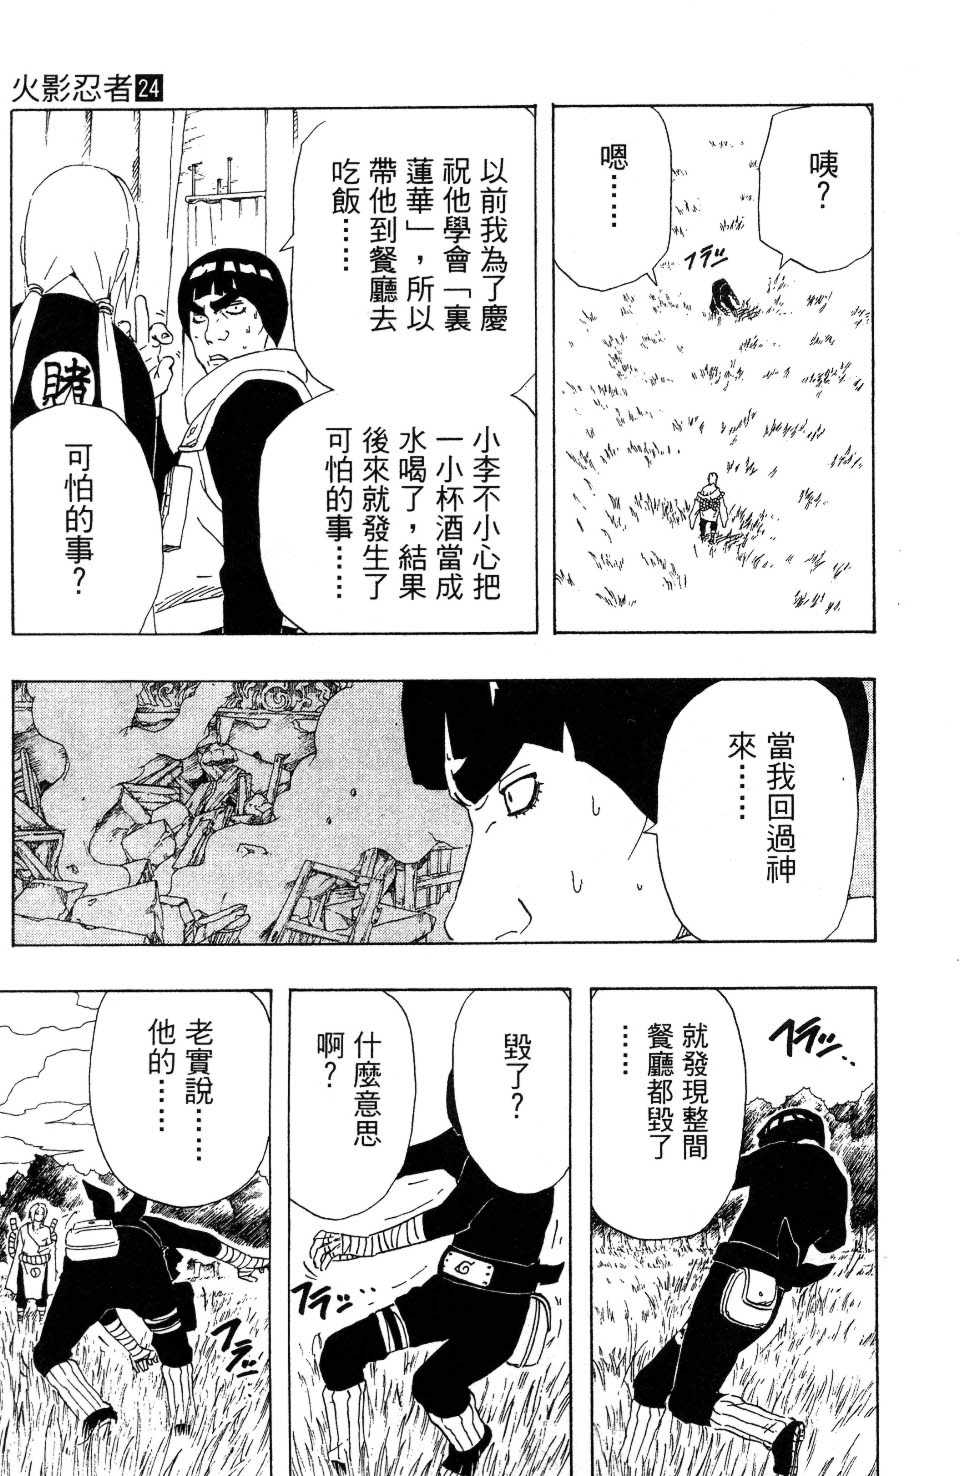 火影忍者24
咦？
フラッ
嗯……
以前我為了慶
祝他學會「裏
蓮華」，所以
帶他到餐廳去
吃飯……
小李不小心把
一小杯酒當成
水喝了，結果
後來就發生了
可怕的事……
賭
可怕的事？
當我回過神
來……
フラッ…
就發現整間
餐廳都毀了
……
毀了？
什麼意思
啊？
フラッ…
老實說……
他的……
フラッ…